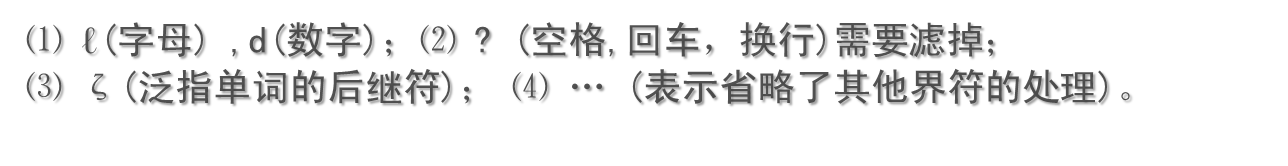 ⑴ ℓ(字母) ,d(数字)；⑵ ? (空格,回车，换行)需要滤掉；
⑶ ζ(泛指单词的后继符)； ⑷ … (表示省略了其他界符的处理)。